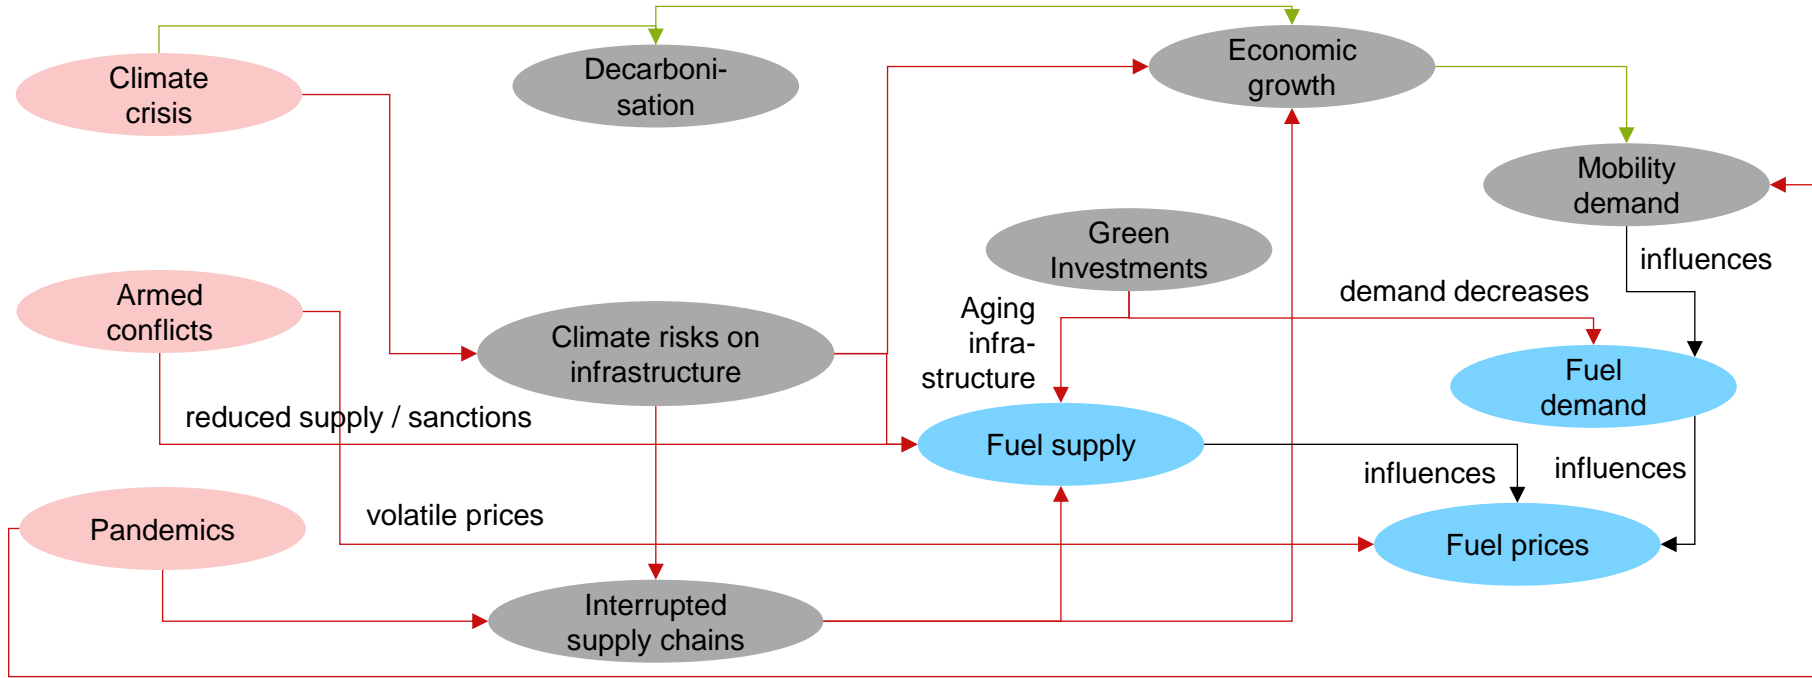 Climate
crisis
Decarboni-
sation
Economic
growth
Mobility
demand
Green
Investments
influences
Armed
conflicts
demand decreases
Aging
infra-
structure
Climate risks on
infrastructure
Fuel
demand
reduced supply / sanctions
Fuel supply
influences
influences
Pandemics
volatile prices
Fuel prices
Interrupted
supply chains